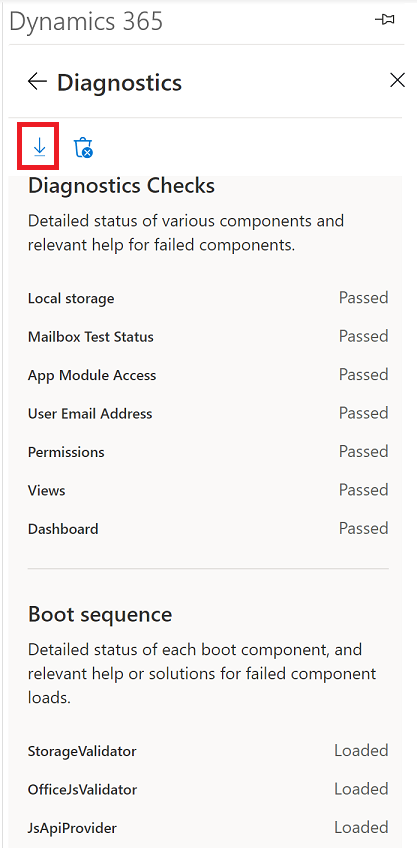 Dynamics 365
Diagnostics
Diagnostics Checks
Detailed status of various components and
relevant help for failed components.
Local storage Passed
Mailbox Test Status Passed
App Module Access Passed
User Email Address Passed
Permissions Passed
Views Passed
Dashboard Passed
Boot sequence
Detailed status of each boot component, and
relevant help or solutions for failed component
loads.
StorageValidator Loaded
OfficeJsValidator Loaded
JsApiProvider Loaded